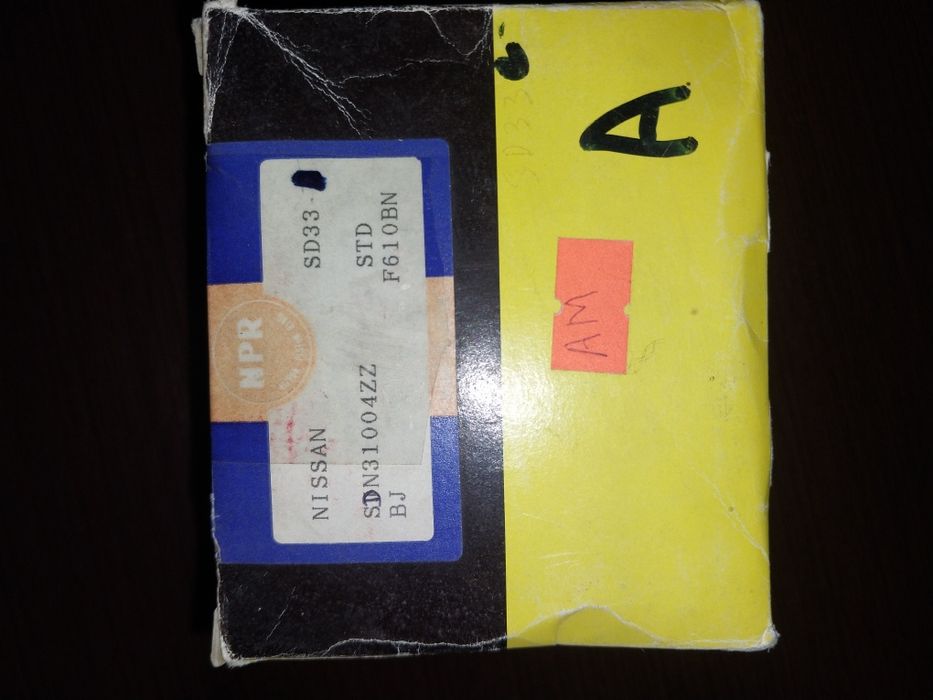 NISSAN SD33-
SDN31004ZZ STD
BJ F610BN
NPR
A
AM
SD33